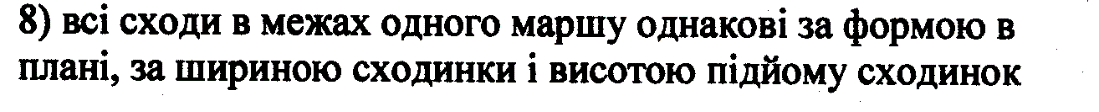 8) всі сходи в межах одного маршу однакові за формою в
плані, за шириною сходинки і висотою підйому сходинок